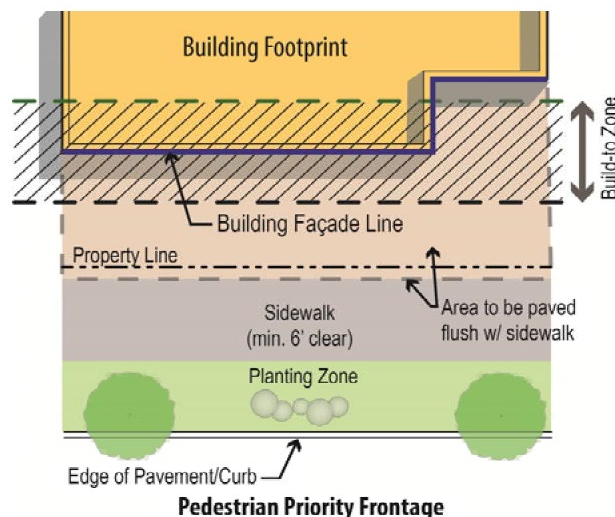 Building Footprint
Build-to Zone
Building Façade Line
Property Line
Sidewalk
(min. 6' clear)
Area to be paved
flush w/ sidewalk
Planting Zone
Edge of Pavement/Curb
Pedestrian Priority Frontage